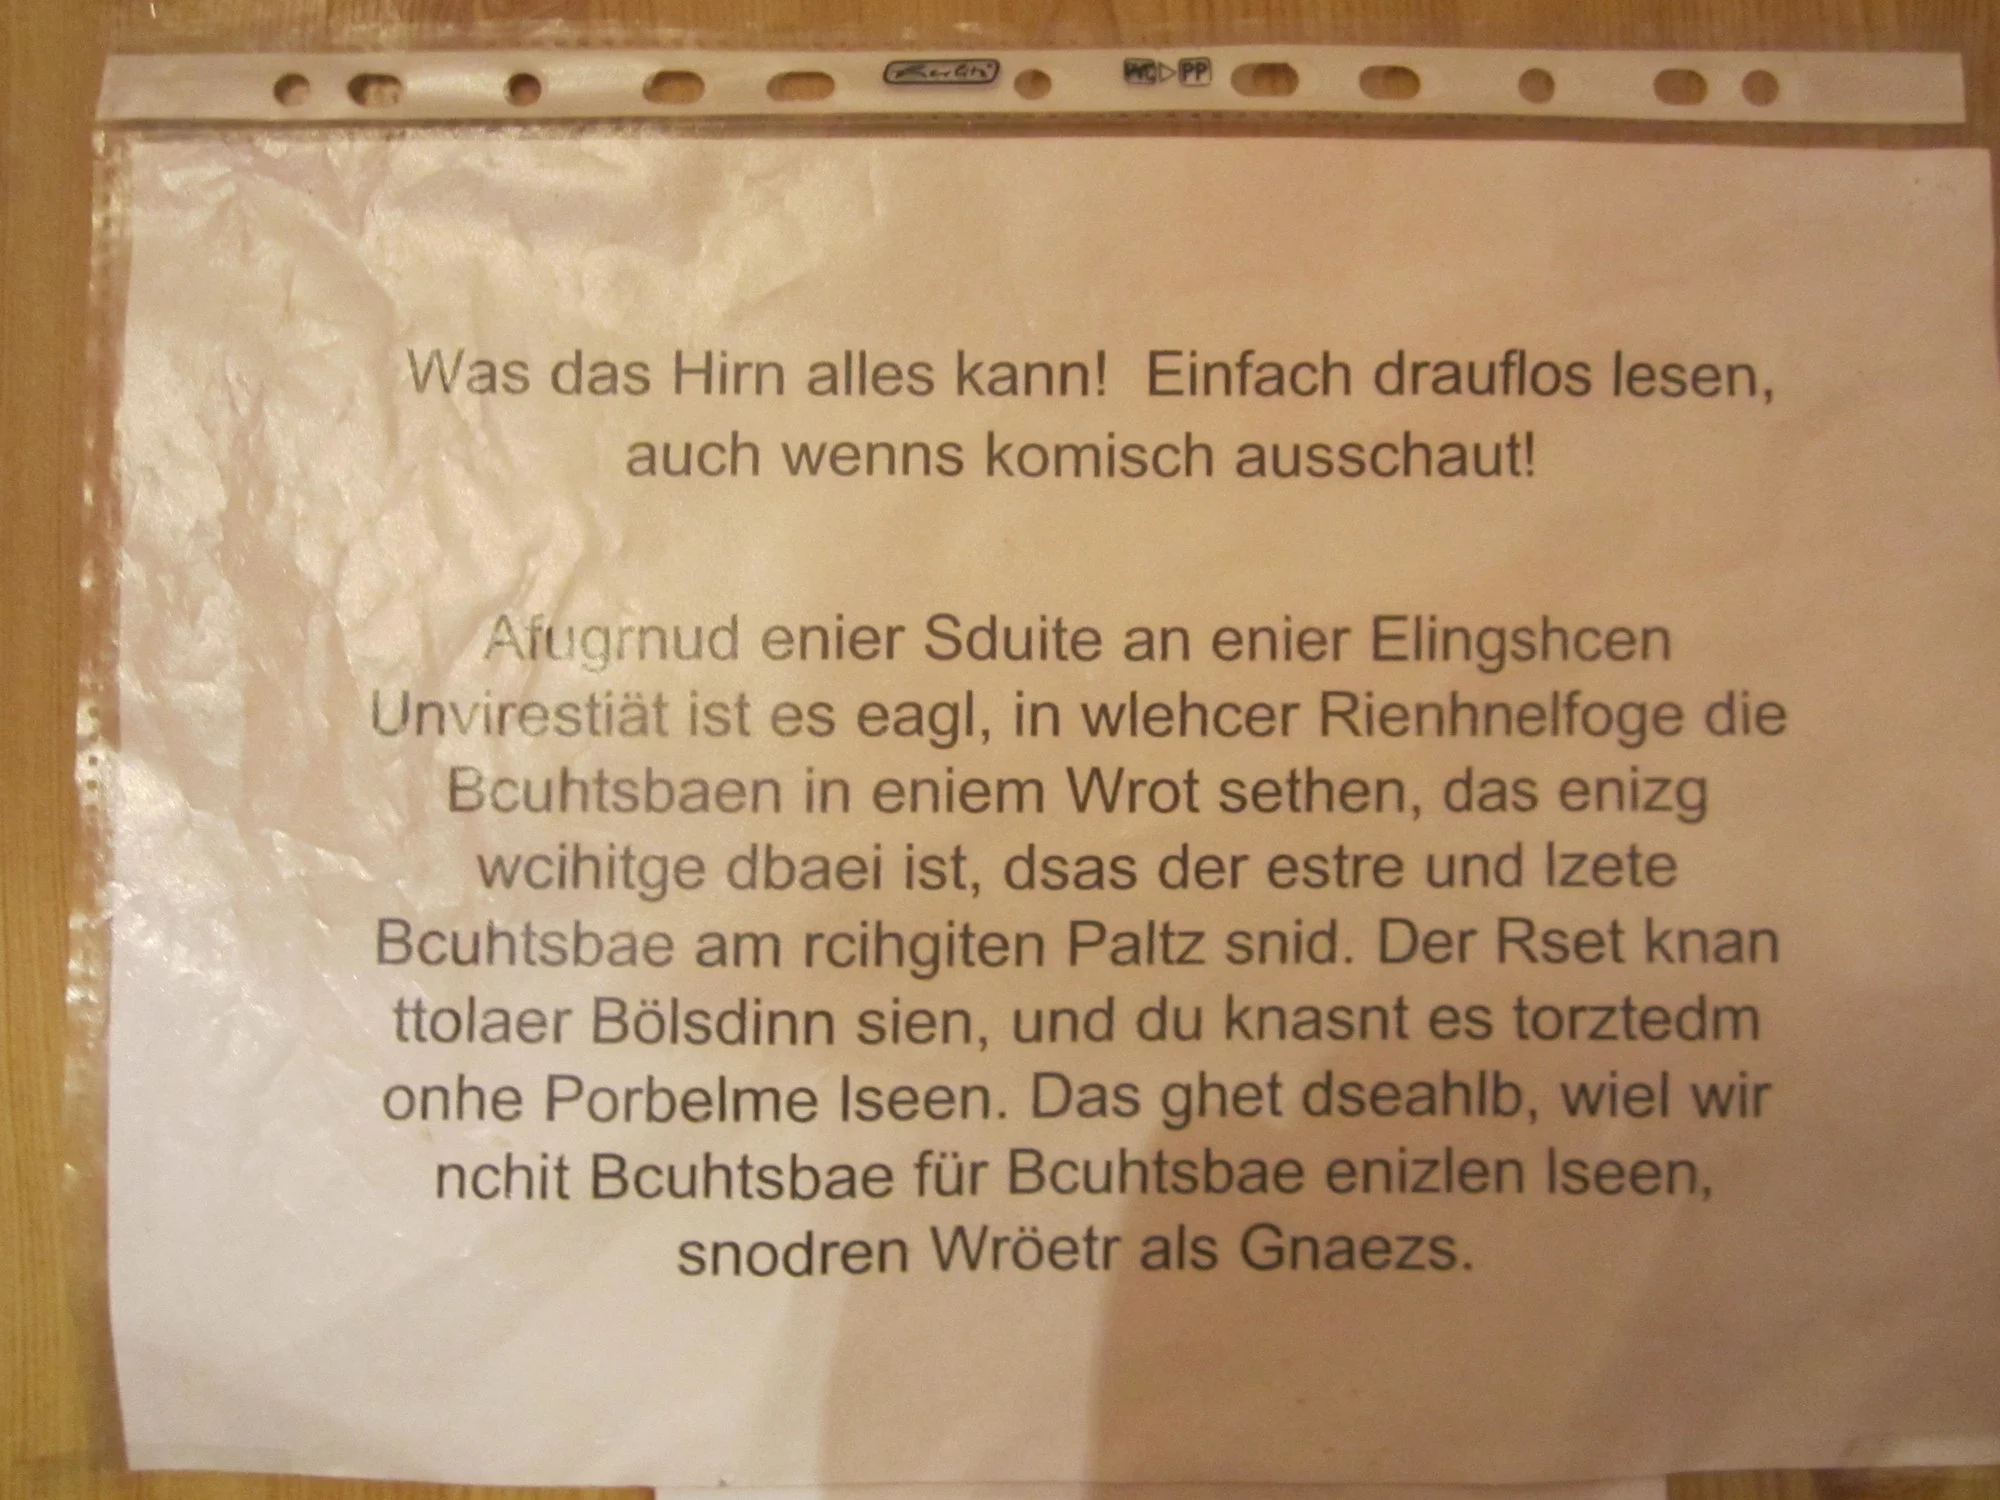 Was das Hirn alles kann! Einfach drauflos lesen,
auch wenns komisch ausschaut!
Afugrnud enier Sduite an enier Elingshcen
Unvirestiät ist es eagl, in wlehcer Rienhnelfoge die
Bcuhtsbaen in eniem Wrot sethen, das enizg
wcihitge dbaei ist, dsas der estre und lzete
Bcuhtsbae am rcihgiten Paltz snid. Der Rset knan
ttolaer Bölsdinn sien, und du knasnt es torztedm
onhe Porbelme lseen. Das ghet dseahlb, wiel wir
nchit Bcuhtsbae für Bcuhtsbae enizlen lseen,
snodren Wröetr als Gnaezs.